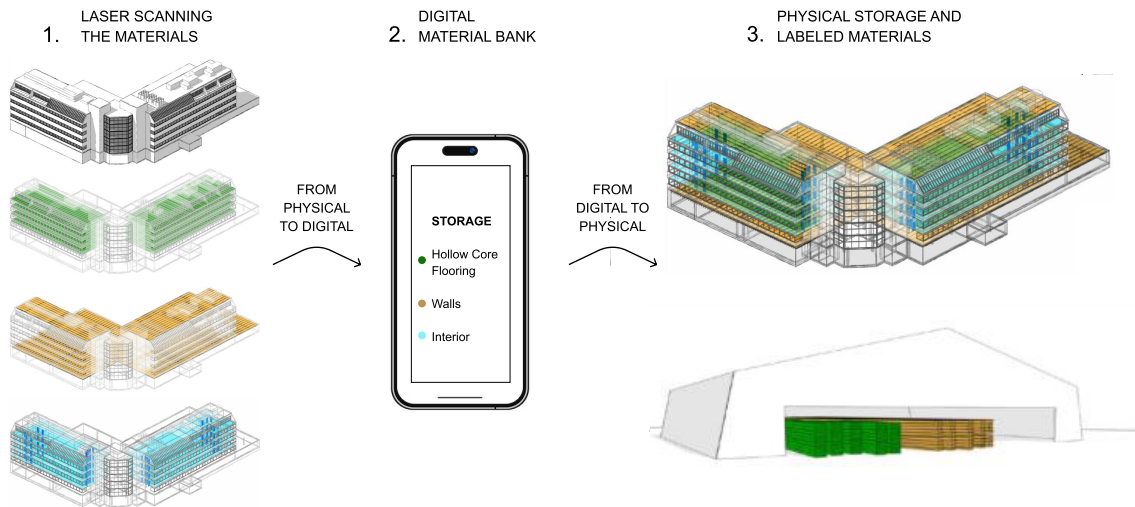 1.
LASER SCANNING
THE MATERIALS
2.
DIGITAL
MATERIAL BANK
3.
PHYSICAL STORAGE AND
LABELED MATERIALS
FROM
PHYSICAL
TO DIGITAL
STORAGE
Hollow Core
Flooring
Walls
Interior
FROM
DIGITAL TO
PHYSICAL